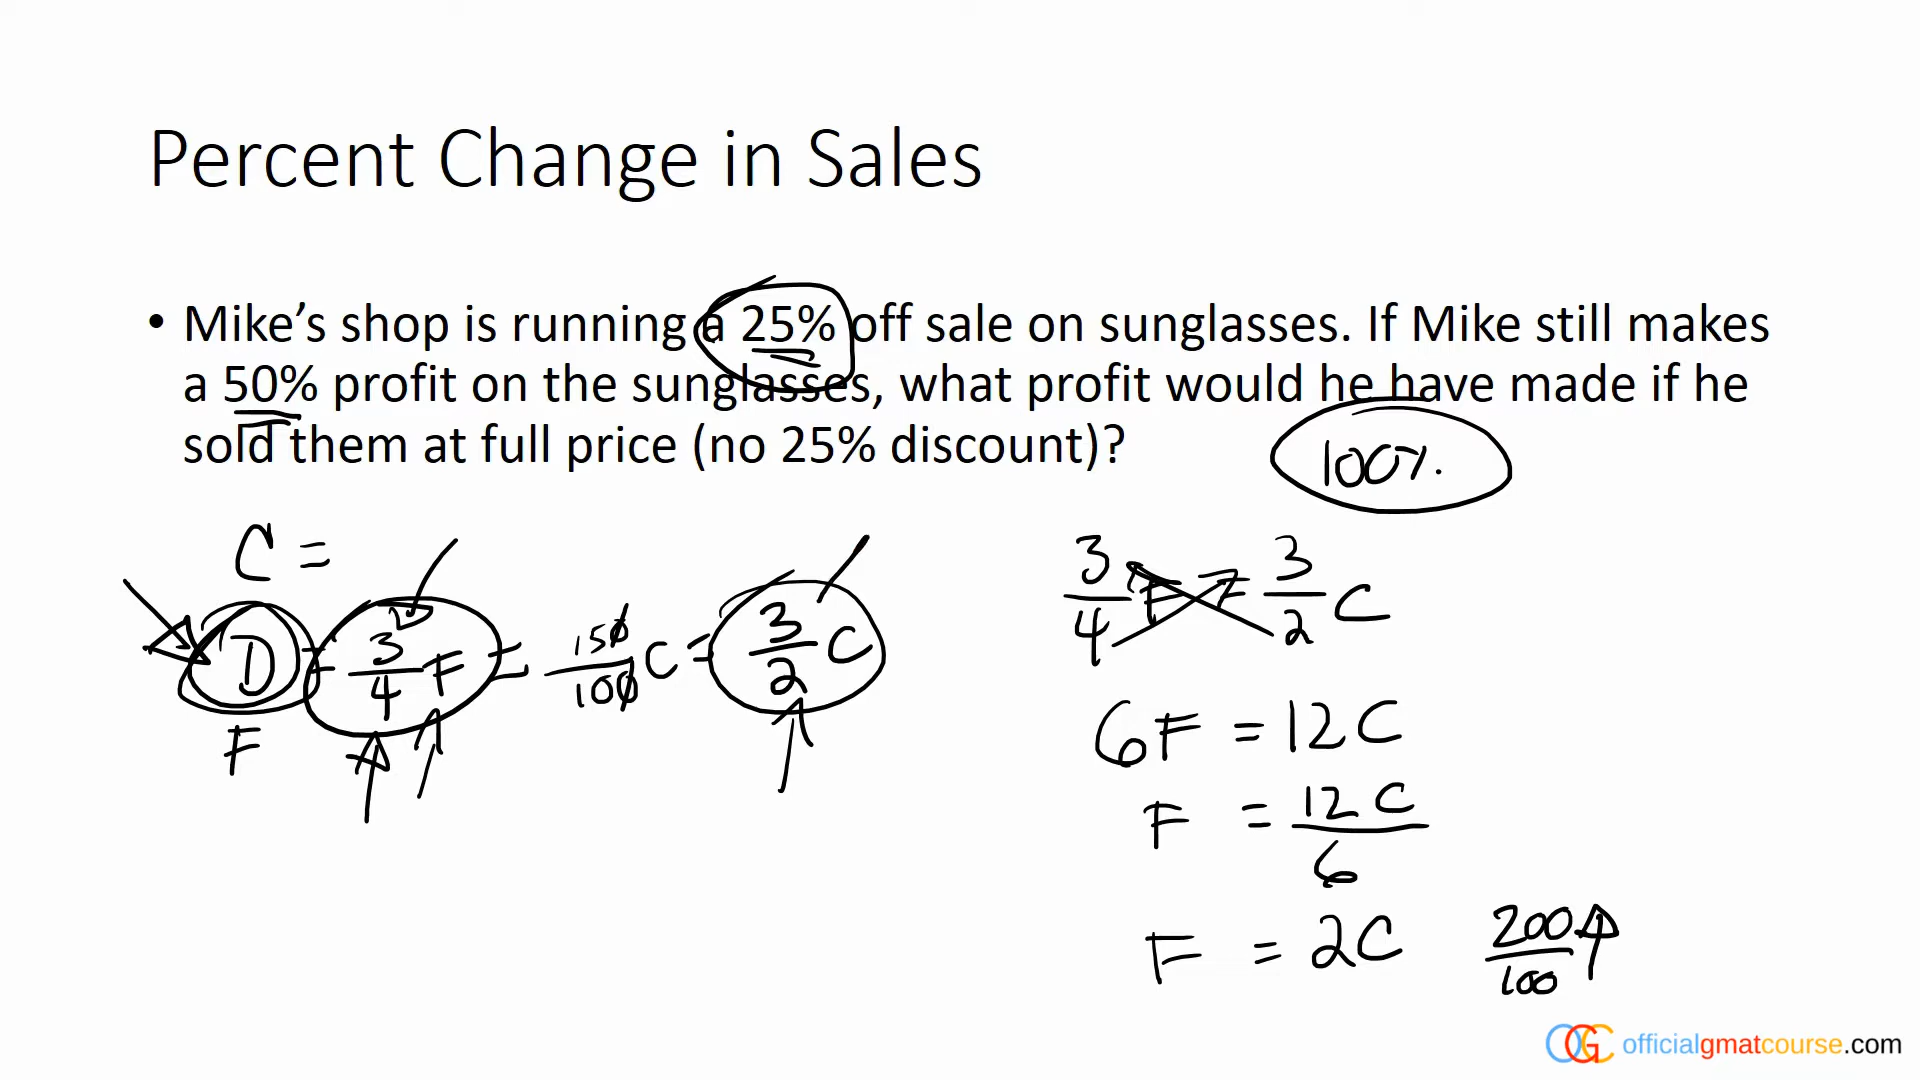 Percent Change in Sales
• Mike's shop is running a 25% off sale on sunglasses. If Mike still makes
a 50% profit on the sunglasses, what profit would he have made if he
sold them at full price (no 25% discount)?
100%.
C =
D = 3/4 F = 150/100 C = 3/2 C
F
3/4 F = 3/2 C
6F = 12C
F = 12C/6
F = 2C 200/100
OGC officialgmatcourse.com